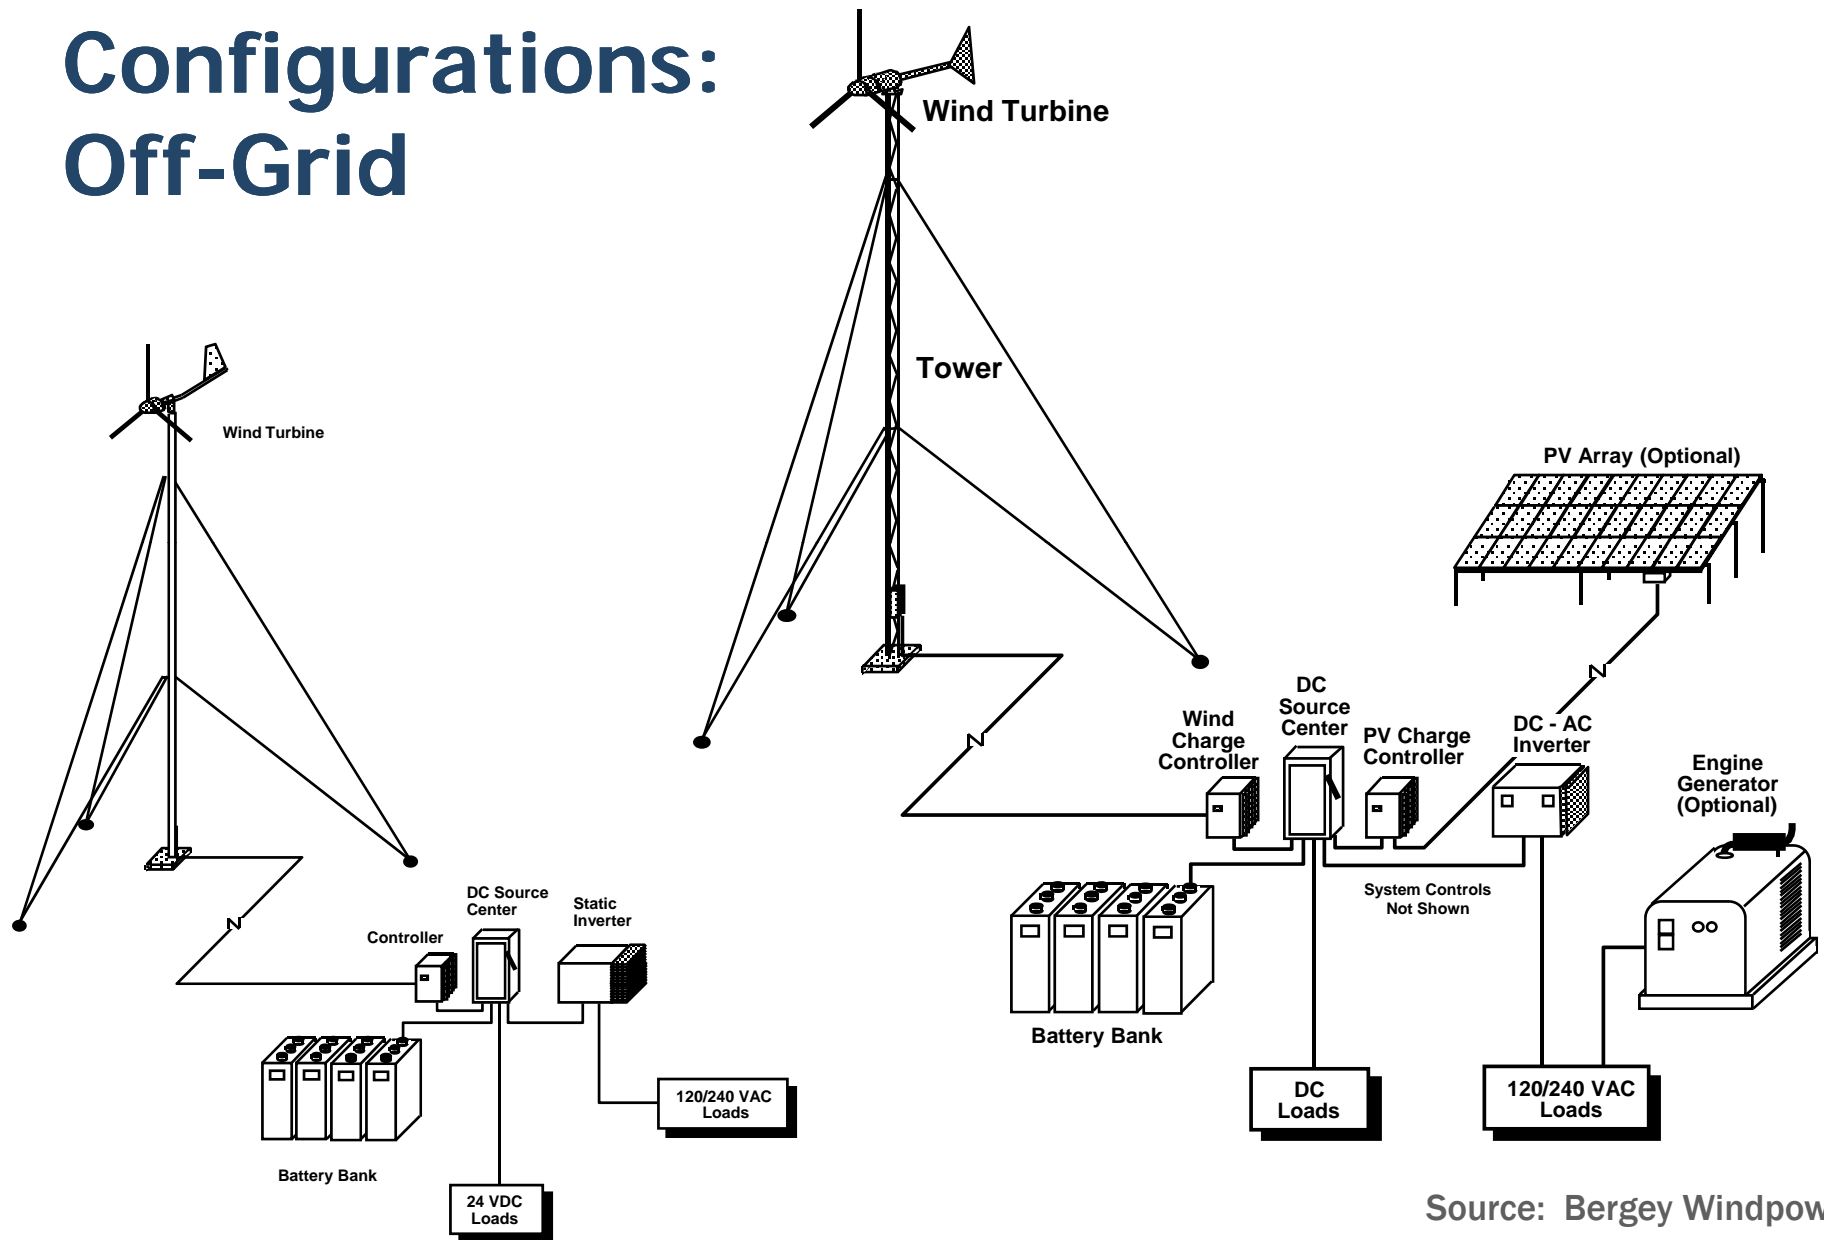 Configurations:
Off-Grid
Wind Turbine
Tower
Wind Turbine
PV Array (Optional)
DC
Source
Center
Wind
Charge
Controller
PV Charge
Controller
DC - AC
Inverter
Engine
Generator
(Optional)
System Controls
Not Shown
Battery Bank
DC
Loads
120/240 VAC
Loads
DC Source
Center
Static
Inverter
Controller
120/240 VAC
Loads
Battery Bank
24 VDC
Loads
Source: Bergey Windpow